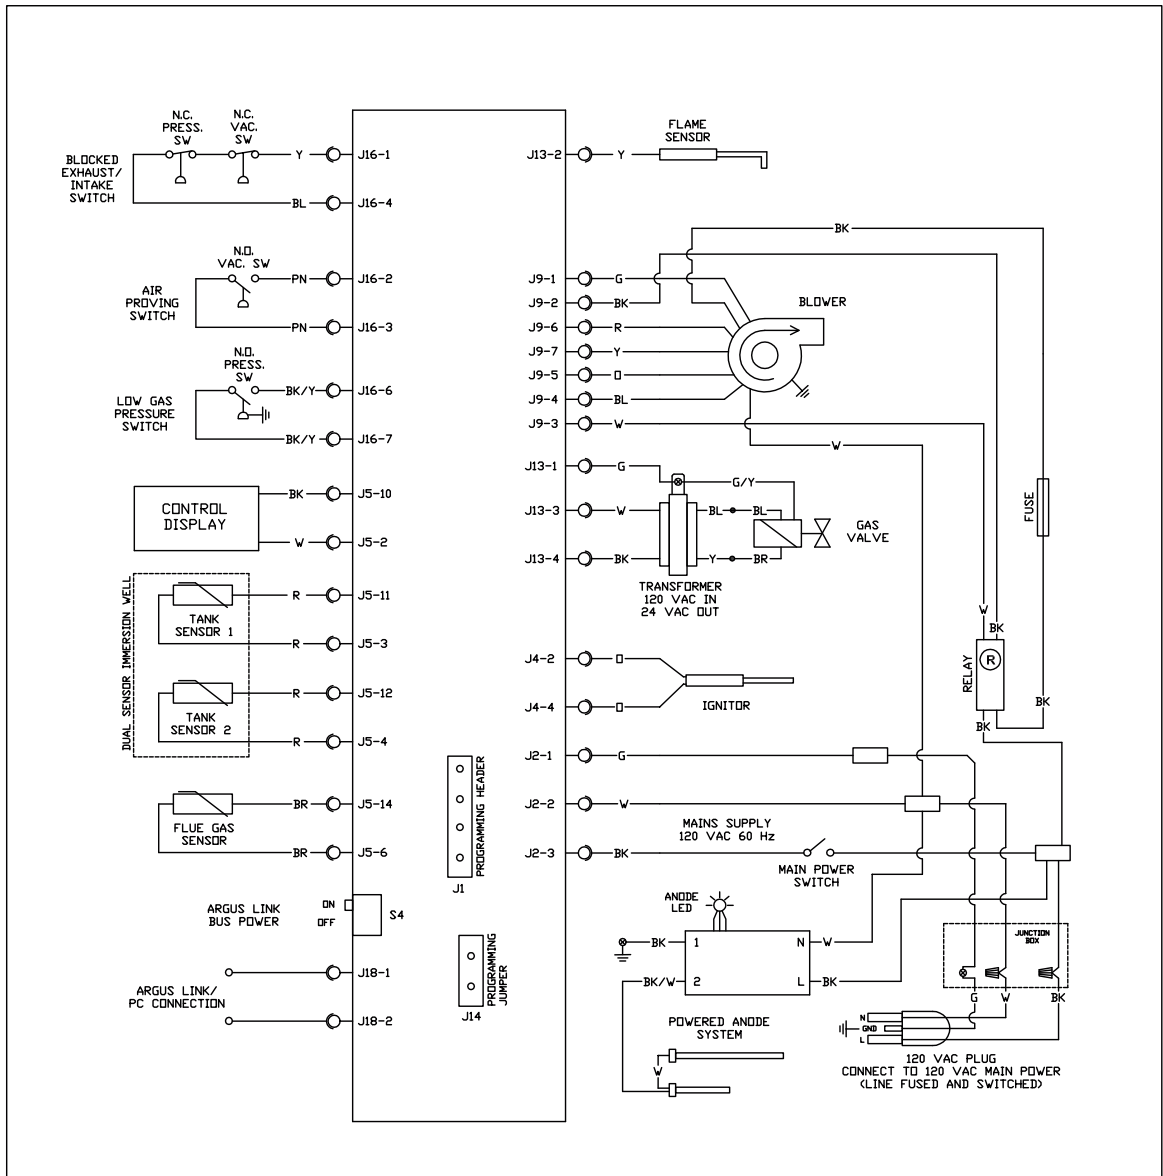 N.C.
PRESS.
SW
N.C.
VAC.
SW
BLOCKED
EXHAUST/
INTAKE
SWITCH
Y
J16-1
BL
J16-4
N.O.
VAC. SW
AIR
PROVING
SWITCH
PN
J16-2
PN
J16-3
N.O.
PRESS.
SW
LOW GAS
PRESSURE
SWITCH
BK/Y
J16-6
BK/Y
J16-7
CONTROL
DISPLAY
BK
J5-10
W
J5-2
DUAL SENSOR IMMERSION WELL
TANK
SENSOR 1
R
J5-11
R
J5-3
TANK
SENSOR 2
R
J5-12
R
J5-4
FLUE GAS
SENSOR
BR
J5-14
BR
J5-6
ARGUS LINK
BUS POWER
ON
OFF
S4
ARGUS LINK/
PC CONNECTION
J18-1
J18-2
PROGRAMMING HEADER
J1
PROGRAMMING
JUMPER
J14
J13-2
Y
FLAME
SENSOR
BK
J9-1
G
J9-2
BK
J9-6
R
J9-7
Y
J9-5
O
J9-4
BL
J9-3
W
BLOWER
W
J13-1
G
G/Y
J13-3
W
BL
BL
J13-4
BK
Y
BR
GAS
VALVE
TRANSFORMER
120 VAC IN
24 VAC OUT
FUSE
W
BK
RELAY
R
BK
BK
J4-2
O
J4-4
O
IGNITOR
J2-1
G
J2-2
W
J2-3
BK
MAINS SUPPLY
120 VAC 60 Hz
MAIN POWER
SWITCH
ANODE
LED
BK
1
N
W
BK/W
2
L
BK
POWERED ANODE
SYSTEM
W
JUNCTION
BOX
G
W
BK
N
GND
L
120 VAC PLUG
CONNECT TO 120 VAC MAIN POWER
(LINE FUSED AND SWITCHED)